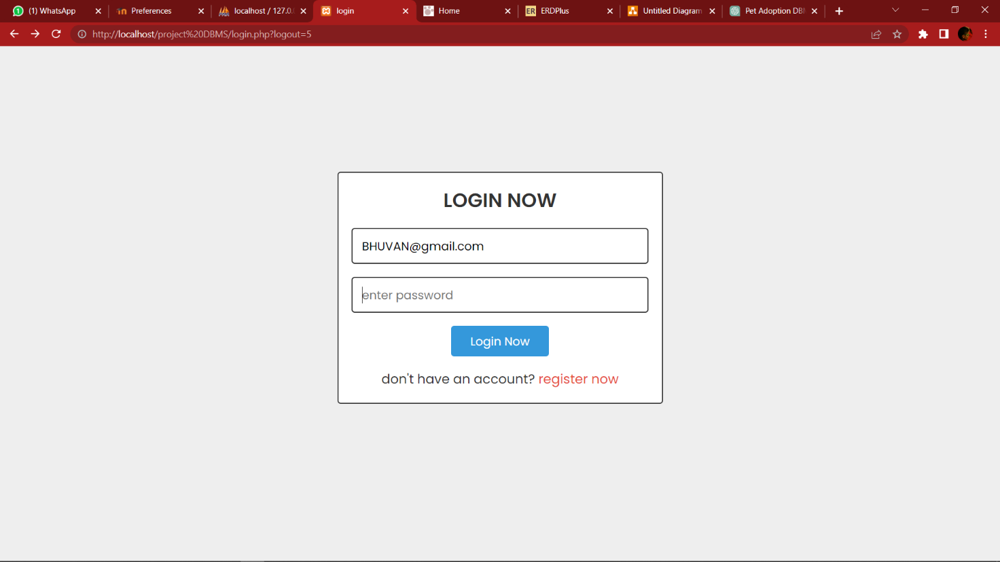 (1) WhatsApp
Preferences
localhost / 127.0.
login
Home
ERDPlus
Untitled Diagram
Pet Adoption DB
http://localhost/project%20DBMS/login.php?logout=5
LOGIN NOW
BHUVAN@gmail.com
enter password
Login Now
don't have an account? register now